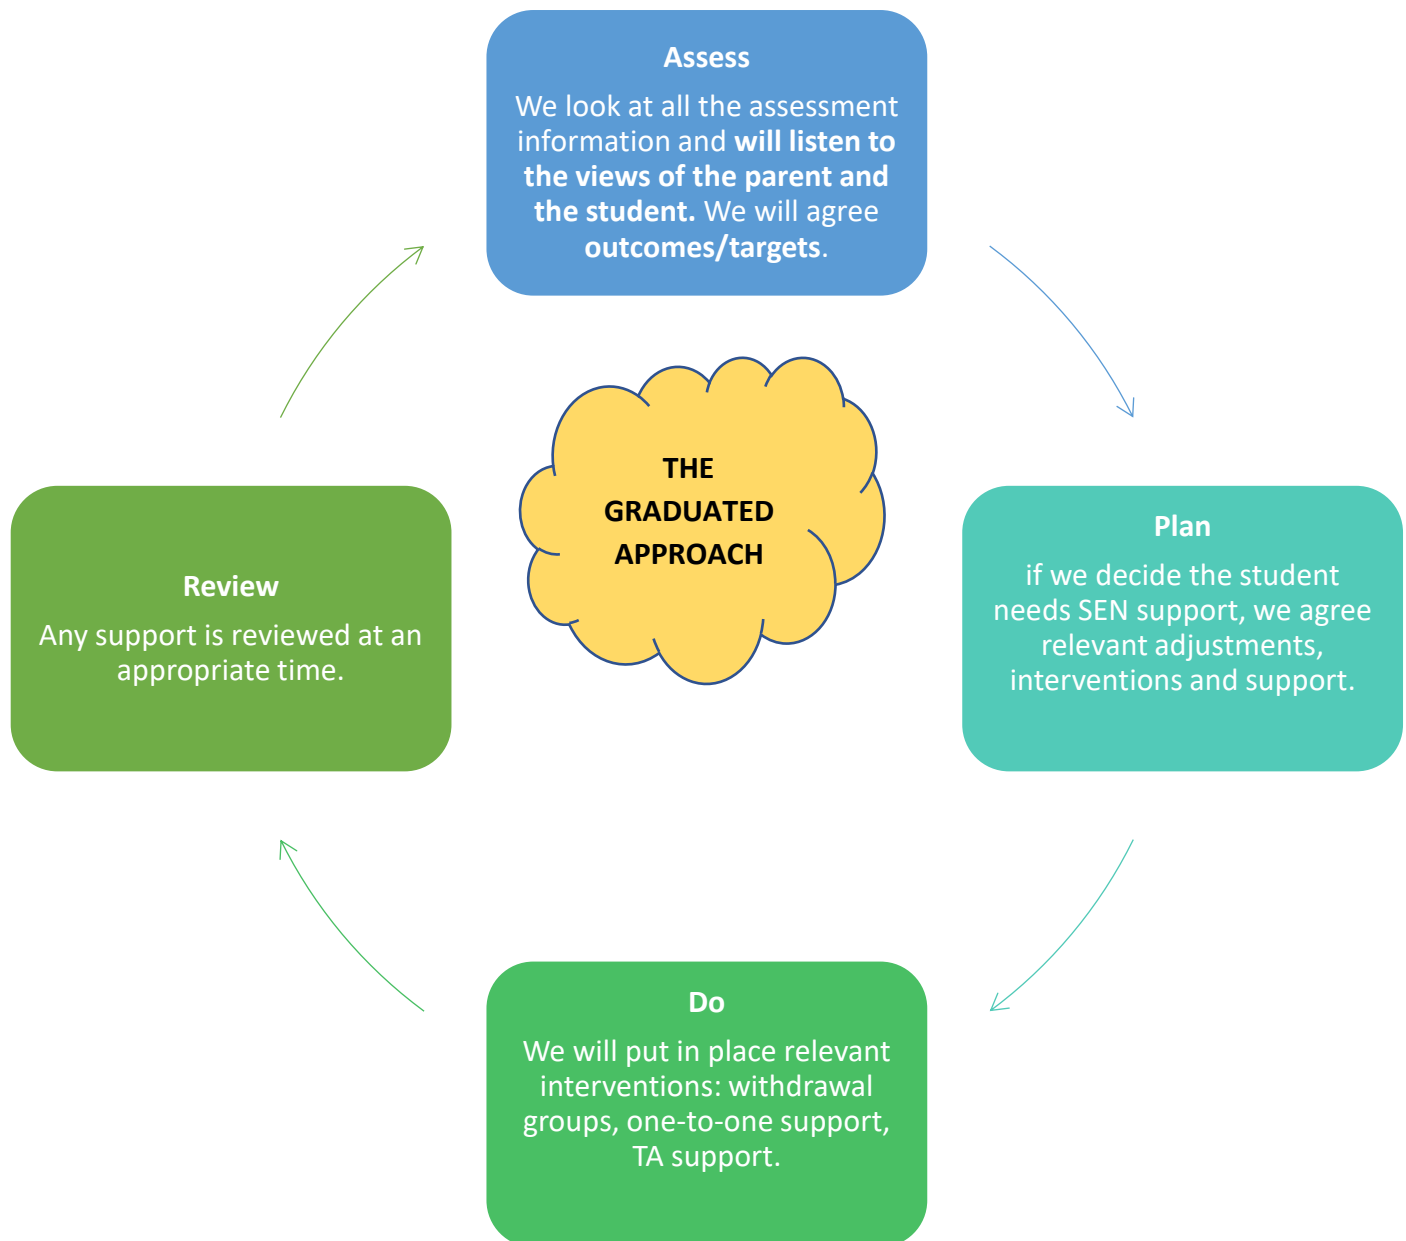 Assess
We look at all the assessment
information and will listen to
the views of the parent and
the student. We will agree
outcomes/targets.
THE
GRADUATED
APPROACH
Plan
if we decide the student
needs SEN support, we agree
relevant adjustments,
interventions and support.
Do
We will put in place relevant
interventions: withdrawal
groups, one-to-one support,
TA support.
Review
Any support is reviewed at an
appropriate time.